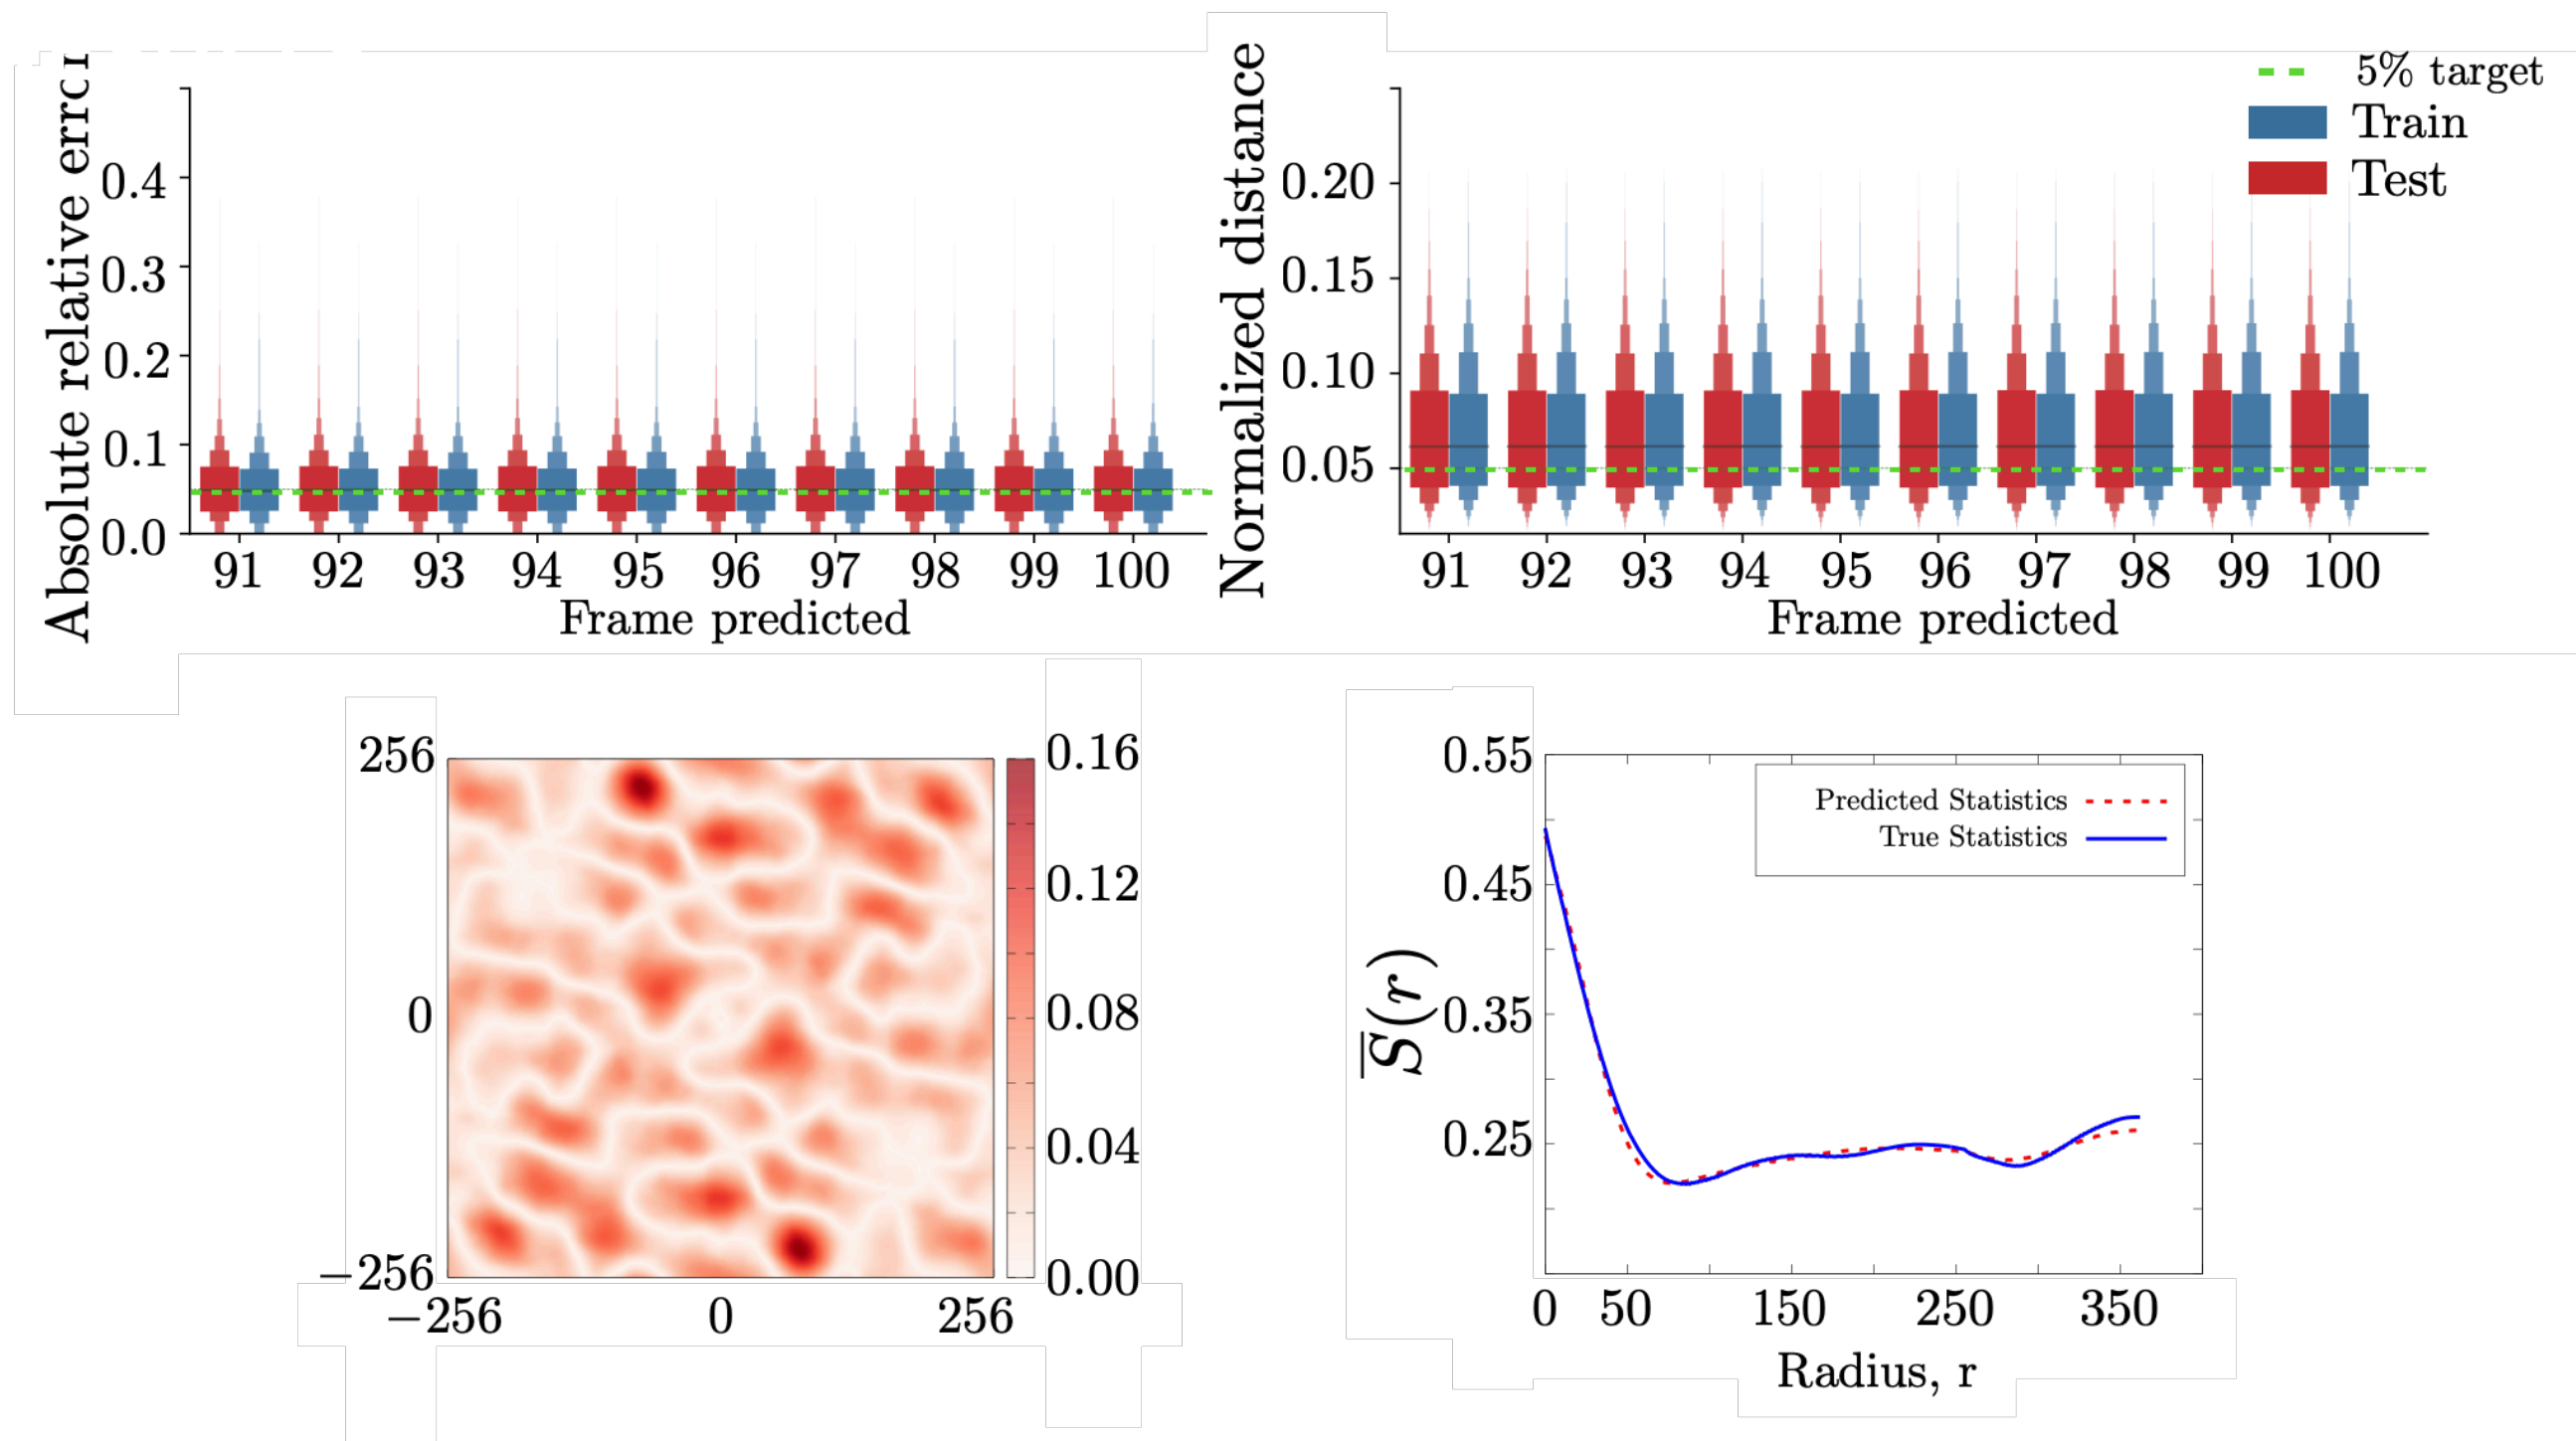 Absolute relative erro
0.4
0.3
0.2
0.1
0.0
91 92 93 94 95 96 97 98 99 100
Frame predicted
Normalized distance
0.20
0.15
0.10
0.05
91 92 93 94 95 96 97 98 99 100
Frame predicted
5% target
Train
Test
256
0
−256
−256 0 256
0.16
0.12
0.08
0.04
0.00
S̅(r)
0.55
0.45
0.35
0.25
Predicted Statistics
True Statistics
0 50 150 250 350
Radius, r